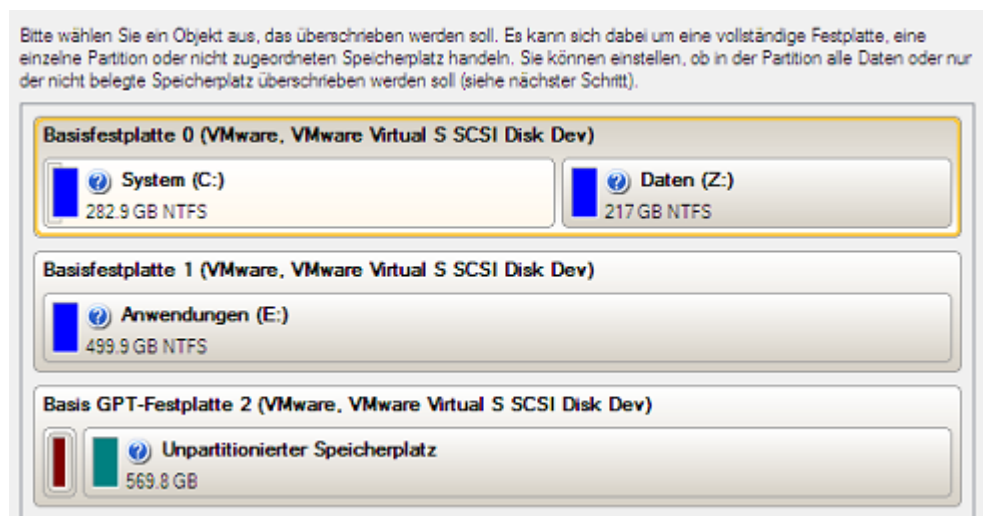 Bitte wählen Sie ein Objekt aus, das überschrieben werden soll. Es kann sich dabei um eine vollständige Festplatte, eine
einzelne Partition oder nicht zugeordneten Speicherplatz handeln. Sie können einstellen, ob in der Partition alle Daten oder nur
der nicht belegte Speicherplatz überschrieben werden soll (siehe nächster Schritt).
Basisfestplatte 0 (VMware, VMware Virtual S SCSI Disk Dev)
System (C:)
282.9 GB NTFS
Daten (Z:)
217 GB NTFS
Basisfestplatte 1 (VMware, VMware Virtual S SCSI Disk Dev)
Anwendungen (E:)
499.9 GB NTFS
Basis GPT-Festplatte 2 (VMware, VMware Virtual S SCSI Disk Dev)
Unpartitionierter Speicherplatz
569.8 GB